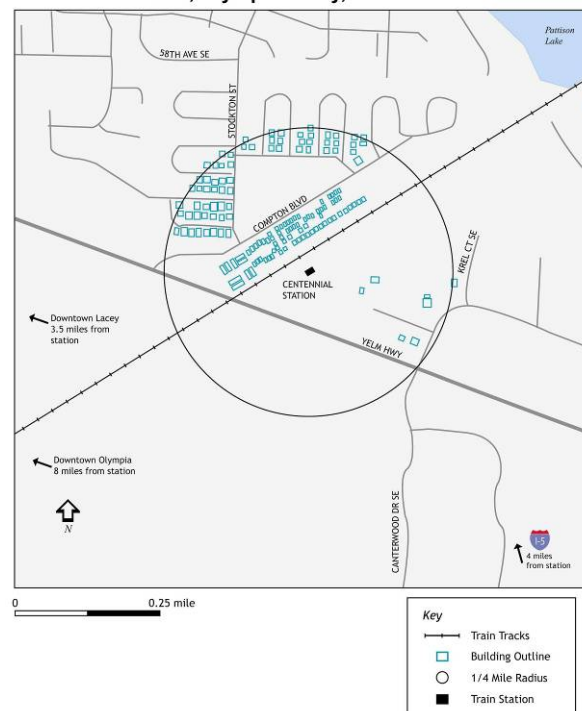 Pattison
Lake
58TH AVE SE
STOCKTON ST
COMPTON BLVD
CENTENNIAL
STATION
KREL CT SE
YELM HWY
Downtown Lacey
3.5 miles from
station
Downtown Olympia
8 miles from station
N
CANTERWOOD DR SE
I-5
4 miles
from station
0 0.25 mile
Key
Train Tracks
Building Outline
1/4 Mile Radius
Train Station